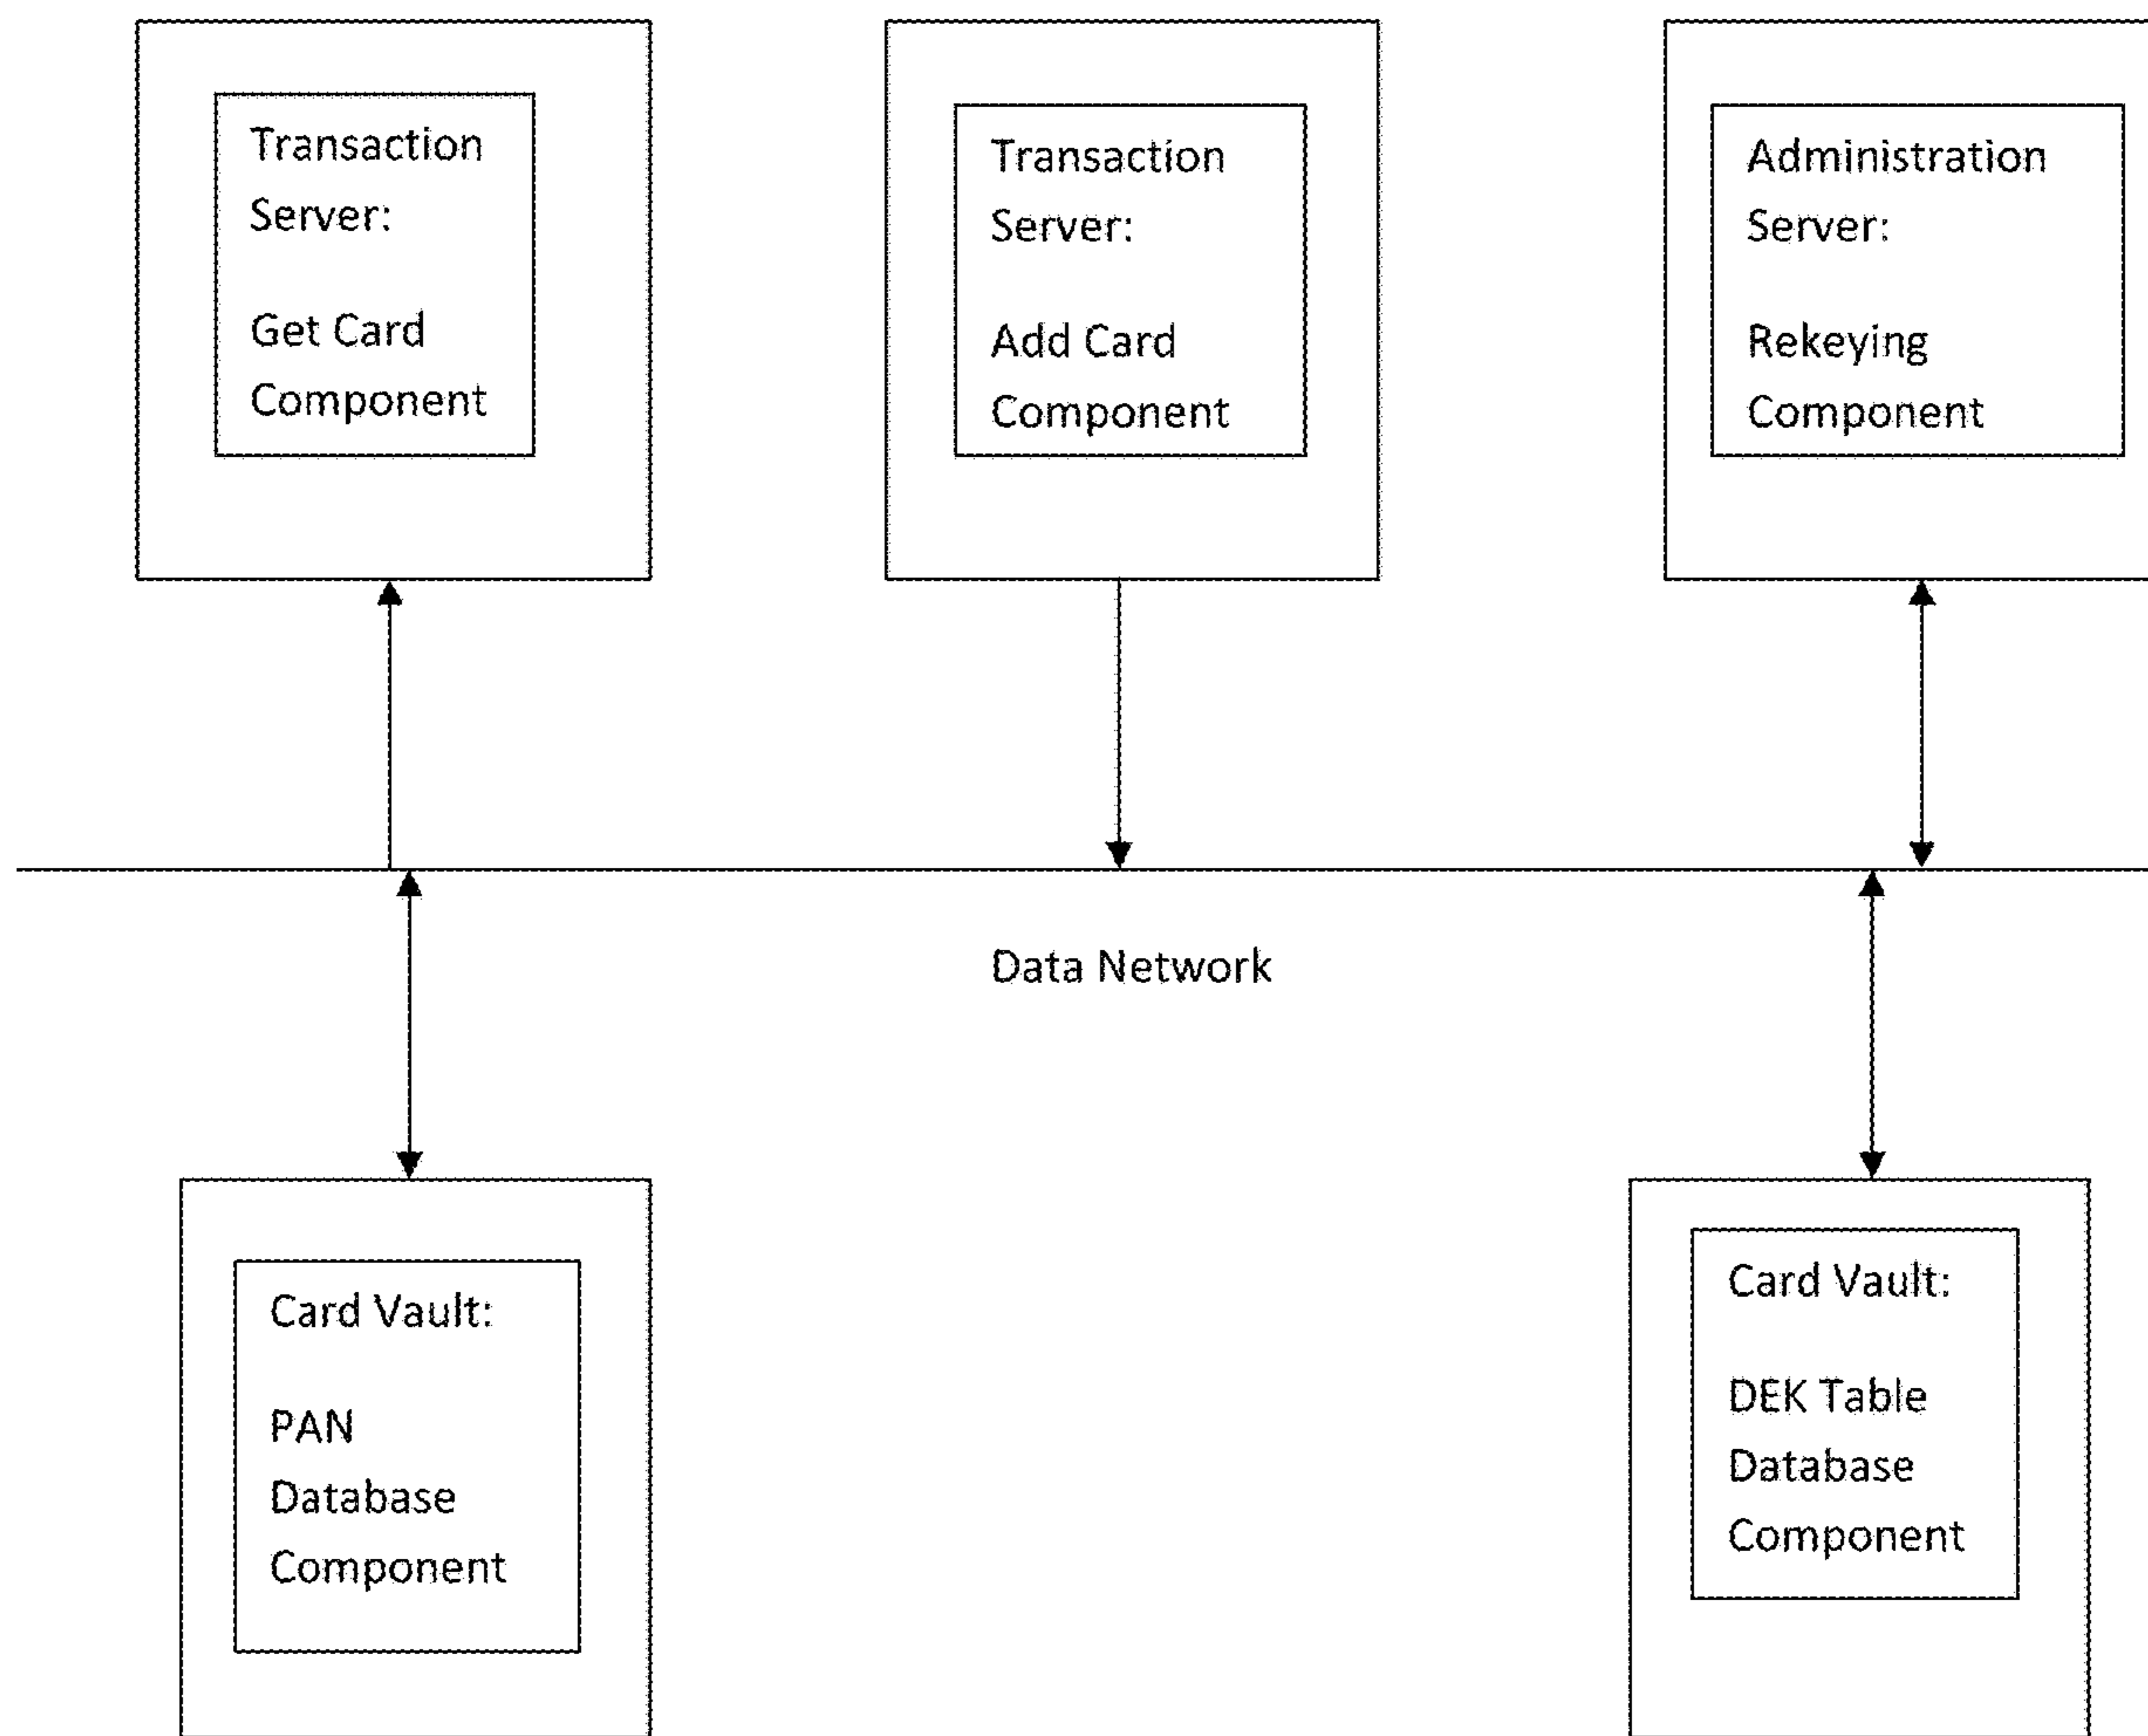 Transaction
Server:
Get Card
Component
Transaction
Server:
Add Card
Component
Administration
Server:
Rekeying
Component
Data Network
Card Vault:
PAN
Database
Component
Card Vault:
DEK Table
Database
Component